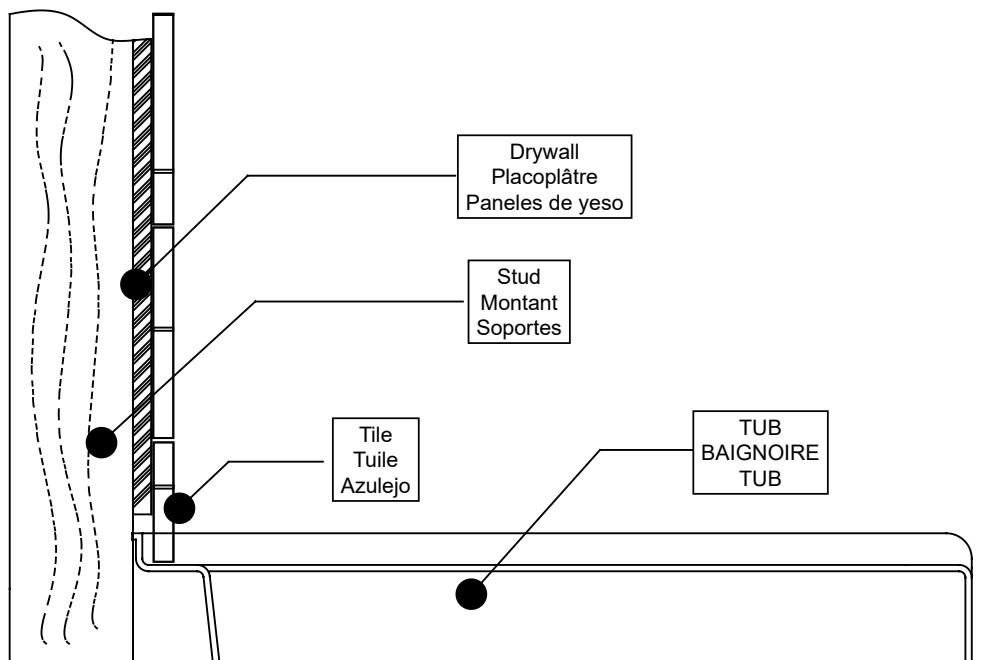 Drywall
Placoplâtre
Paneles de yeso
Stud
Montant
Soportes
Tile
Tuile
Azulejo
TUB
BAIGNOIRE
TUB